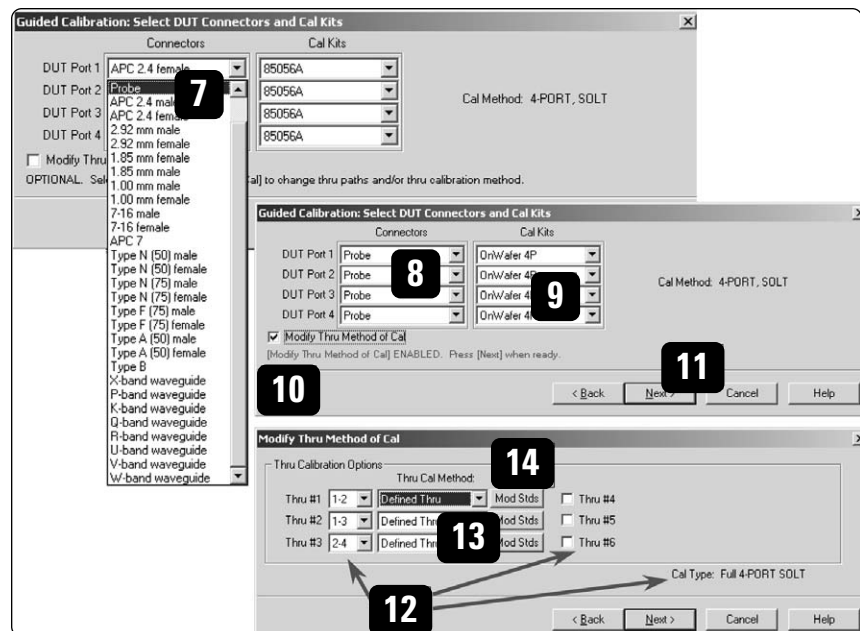 Guided Calibration: Select DUT Connectors and Cal Kits
Connectors Cal Kits
DUT Port 1 APC 2.4 female 85056A
DUT Port 2 85056A
DUT Port 3 85056A
DUT Port 4 85056A
Cal Method: 4-PORT, SOLT
7
Probe
APC 2.4 male
APC 2.4 female
2.92 mm male
2.92 mm female
1.85 mm female
1.85 mm male
1.00 mm male
1.00 mm female
7-16 male
7-16 female
APC 7
Type N (50) male
Type N (50) female
Type N (75) male
Type N (75) female
Type F (75) male
Type F (75) female
Type A (50) male
Type A (50) female
Type B
X-band waveguide
P-band waveguide
K-band waveguide
Q-band waveguide
R-band waveguide
U-band waveguide
V-band waveguide
W-band waveguide
Modify Thru
OPTIONAL. Cal] to change thru paths and/or thru calibration method.
Guided Calibration: Select DUT Connectors and Cal Kits
Connectors Cal Kits
DUT Port 1 Probe OnWafer 4P
DUT Port 2 Probe OnWafer
DUT Port 3 Probe OnWafer
DUT Port 4 Probe OnWafer
8
9
Cal Method: 4-PORT, SOLT
Modify Thru Method of Cal
[Modify Thru Method of Cal] ENABLED. Press [Next] when ready.
10
11
< Back Next > Cancel Help
Modify Thru Method of Cal
Thru Calibration Options
Thru Cal Method:
14
Thru #1 1-2 Defined Thru Mod Stds Thru #4
Thru #2 1-3 Defined Mod Stds Thru #5
Thru #3 2-4 Defined Mod Stds Thru #6
13
Cal Type: Full 4-PORT SOLT
12
< Back Next > Cancel Help